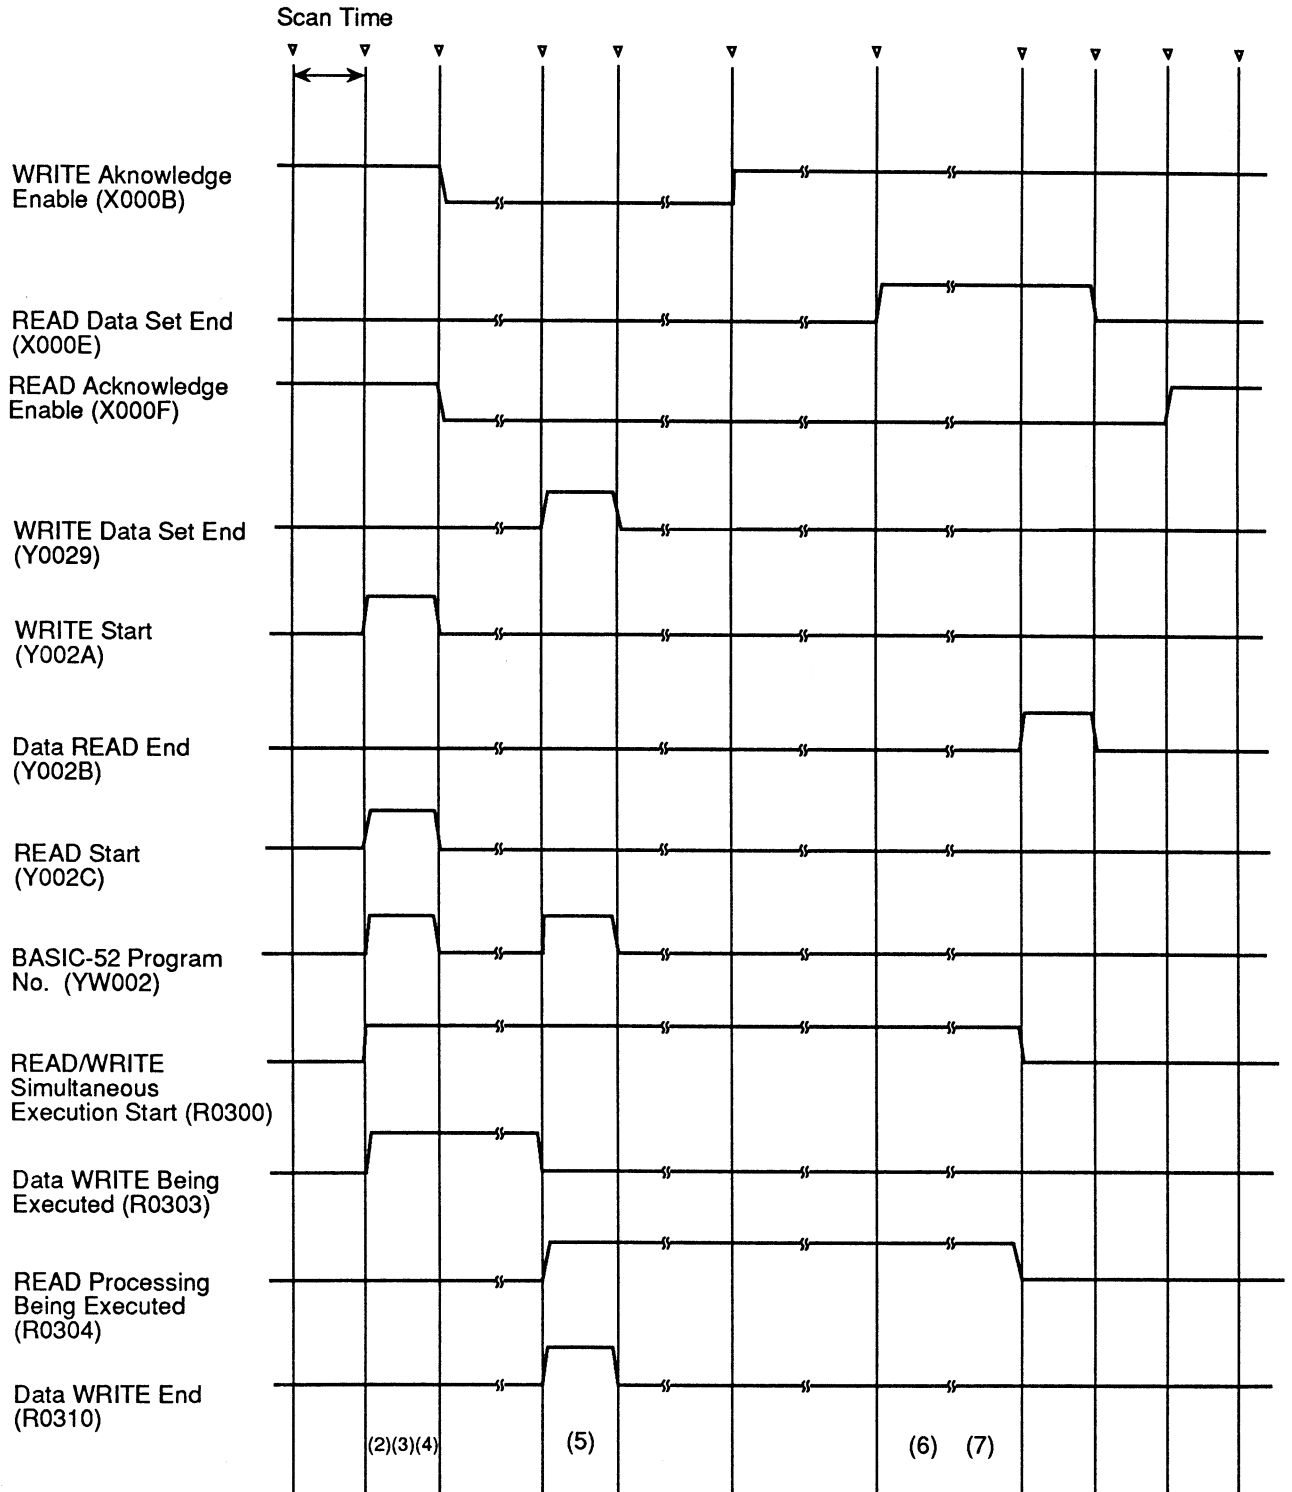 Scan Time
WRITE Aknowledge
Enable (X000B)
READ Data Set End
(X000E)
READ Acknowledge
Enable (X000F)
WRITE Data Set End
(Y0029)
WRITE Start
(Y002A)
Data READ End
(Y002B)
READ Start
(Y002C)
BASIC-52 Program
No. (YW002)
READ/WRITE
Simultaneous
Execution Start (R0300)
Data WRITE Being
Executed (R0303)
READ Processing
Being Executed
(R0304)
Data WRITE End
(R0310)
(2)(3)(4) (5) (6) (7)